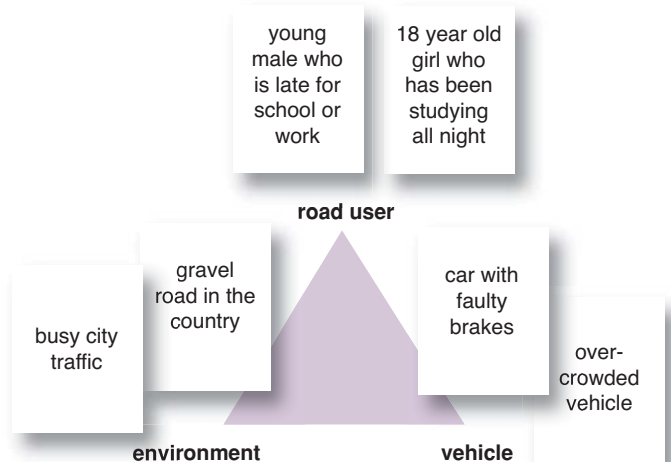 young
male who
is late for
school or
work
18 year old
girl who
has been
studying
all night
road user
gravel
road in the
country
car with
faulty
brakes
busy city
traffic
over-
crowded
vehicle
environment
vehicle